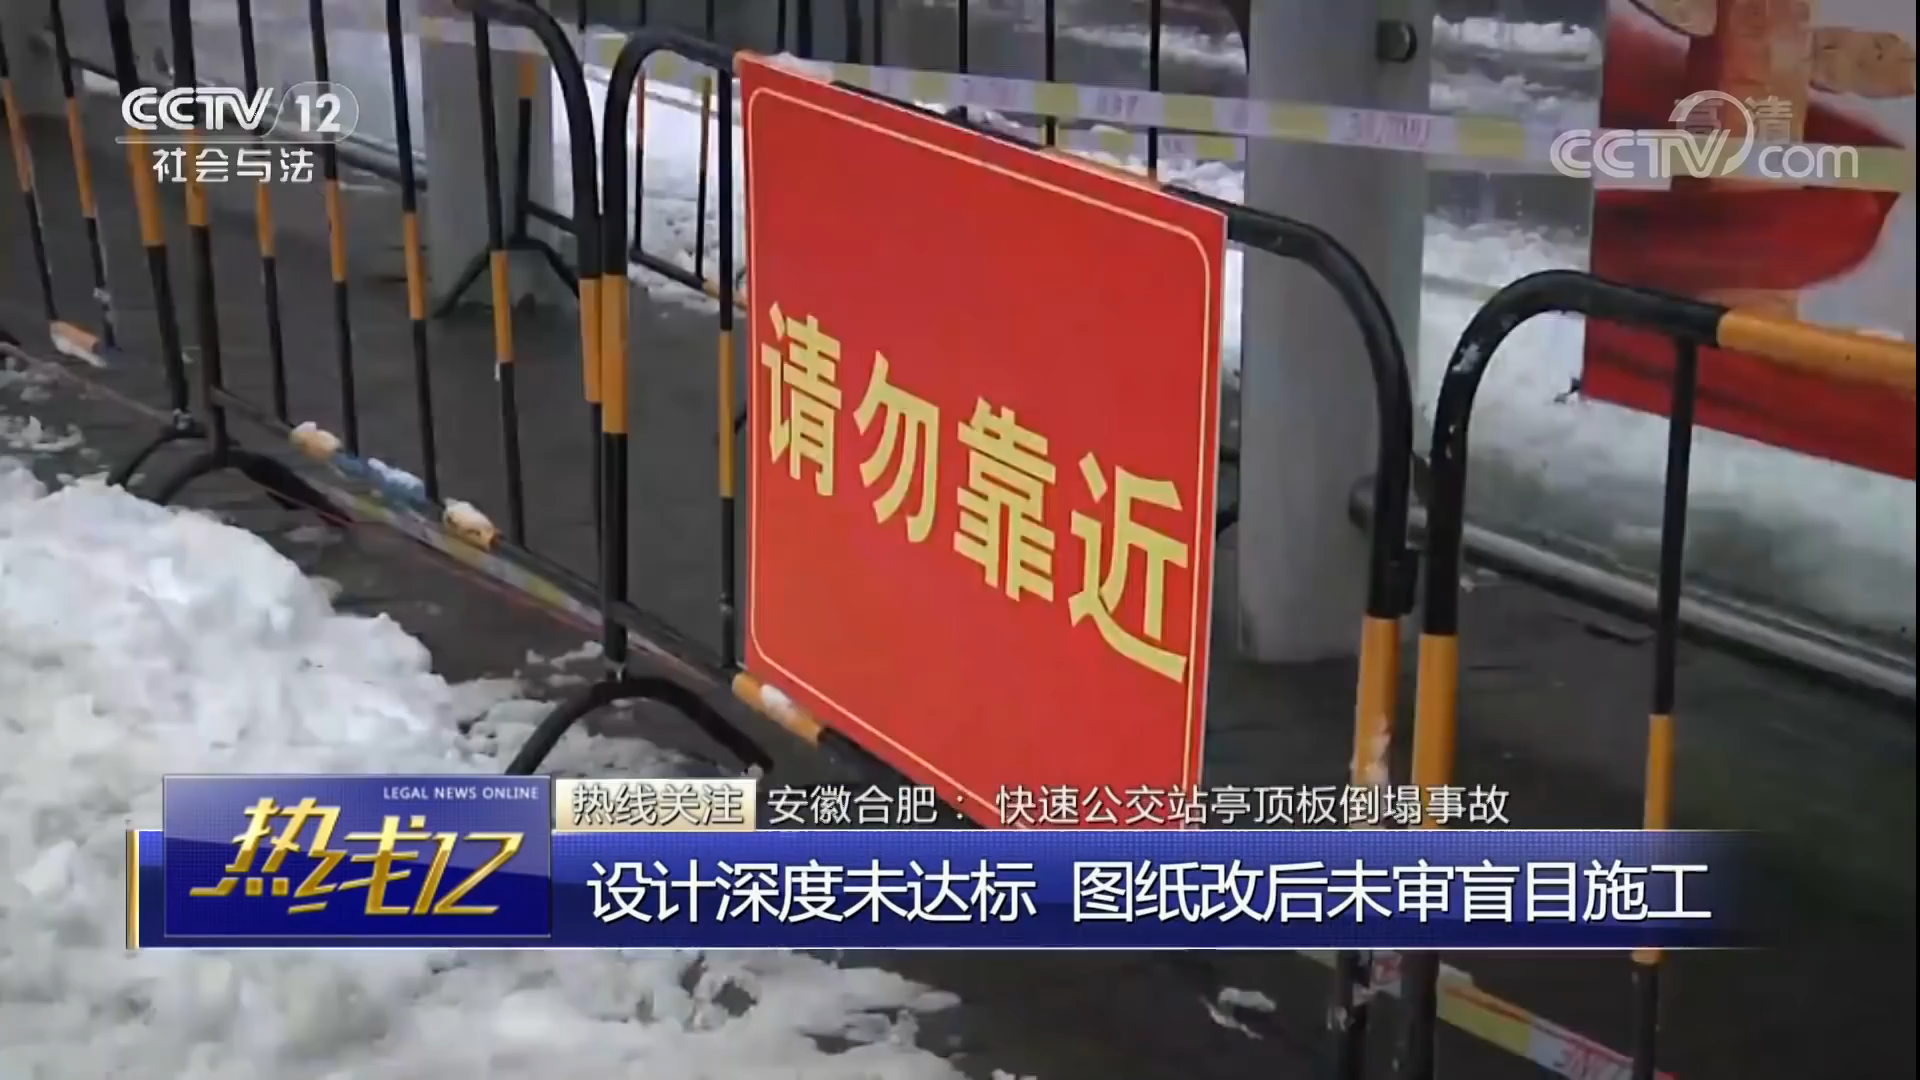 CCTV 12
社会与法
高清
CCTV com
请勿靠近
LEGAL NEWS ONLINE
热线12
热线关注 安徽合肥： 快速公交站亭顶板倒塌事故
设计深度未达标 图纸改后未审盲目施工